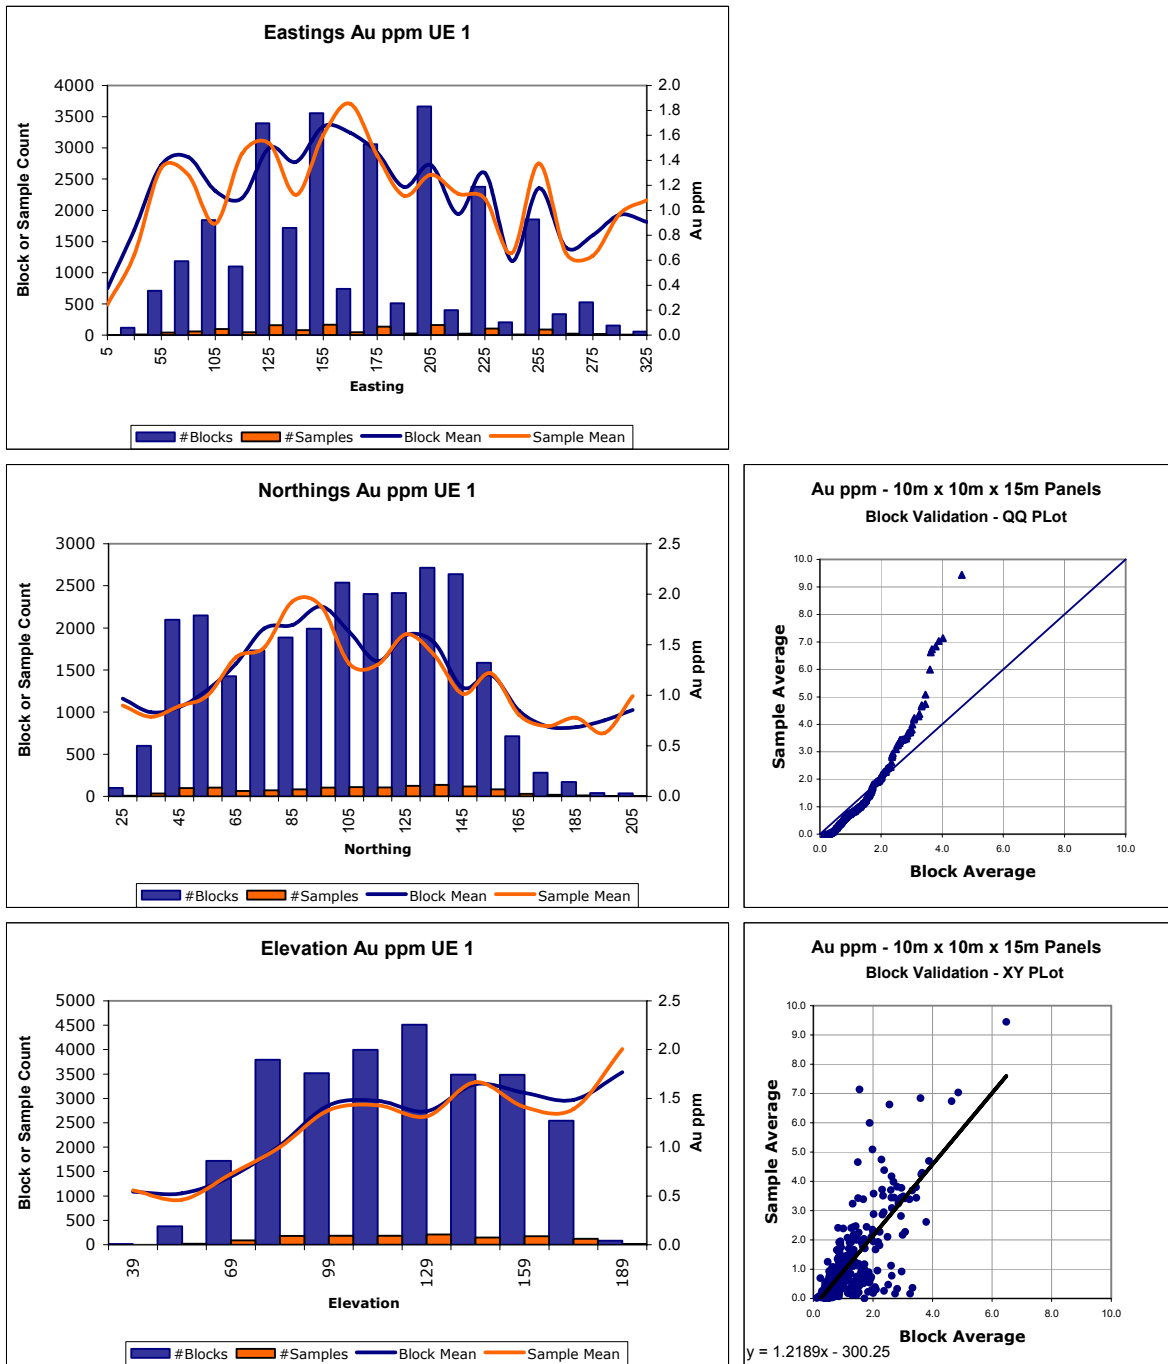 Eastings Au ppm UE 1
4000
3500
3000
2500
2000
1500
1000
500
0
Block or Sample Count
2.0
1.8
1.6
1.4
1.2
1.0
0.8
0.6
0.4
0.2
0.0
Au ppm
5 55 105 125 155 175 205 225 255 275 325
Easting
#Blocks #Samples Block Mean Sample Mean
Northings Au ppm UE 1
3000
2500
2000
1500
1000
500
0
Block or Sample Count
2.5
2.0
1.5
1.0
0.5
0.0
Au ppm
25 45 65 85 105 125 145 165 185 205
Northing
#Blocks #Samples Block Mean Sample Mean
Au ppm - 10m x 10m x 15m Panels
Block Validation - QQ PLot
10.0
9.0
8.0
7.0
6.0
5.0
4.0
3.0
2.0
1.0
0.0
Sample Average
0.0 2.0 4.0 6.0 8.0 10.0
Block Average
Elevation Au ppm UE 1
5000
4500
4000
3500
3000
2500
2000
1500
1000
500
0
Block or Sample Count
2.5
2.0
1.5
1.0
0.5
0.0
Au ppm
39 69 99 129 159 189
Elevation
#Blocks #Samples Block Mean Sample Mean
Au ppm - 10m x 10m x 15m Panels
Block Validation - XY PLot
10.0
9.0
8.0
7.0
6.0
5.0
4.0
3.0
2.0
1.0
0.0
Sample Average
0.0 2.0 4.0 6.0 8.0 10.0
Block Average
y = 1.2189x - 300.25